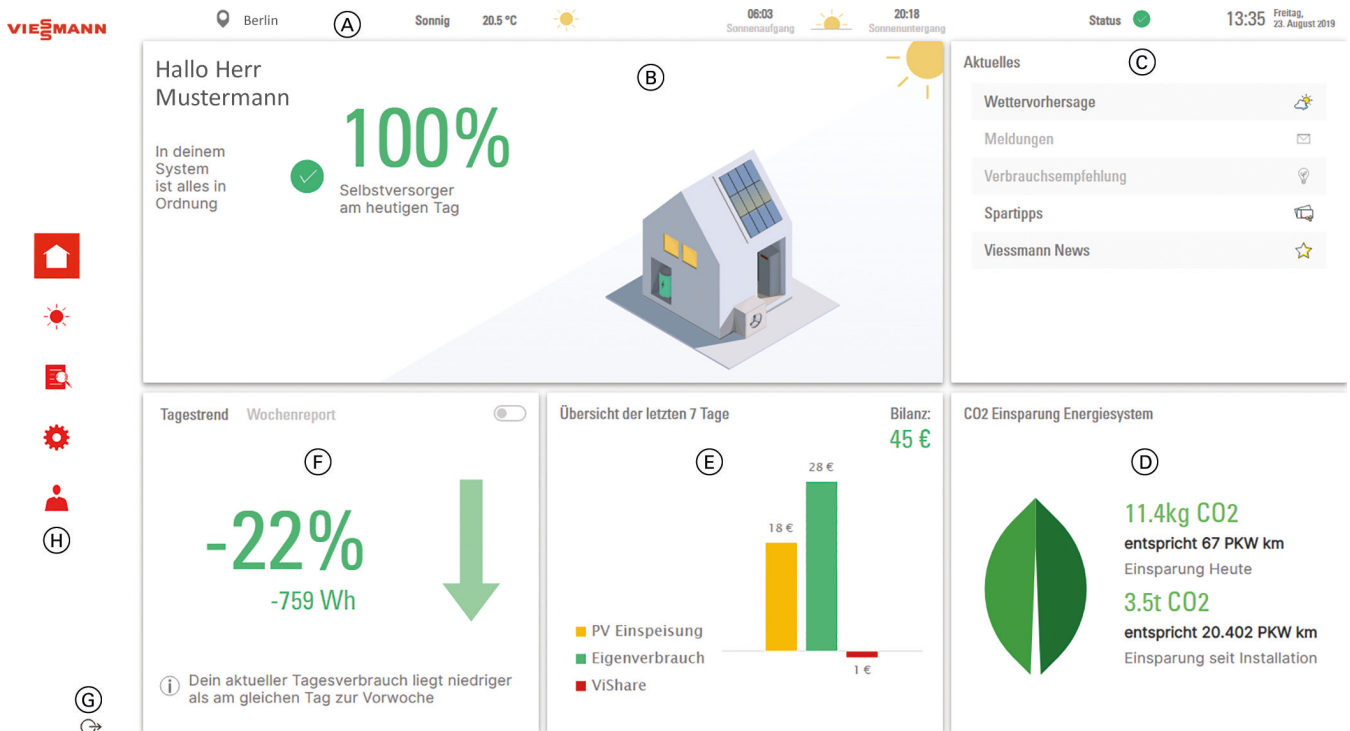 VIESSMANN
Berlin
A
Sonnig 20.5 °C
06:03
Sonnenaufgang
20:18
Sonnenuntergang
Status
13:35
Freitag,
23. August 2019
Hallo Herr
Mustermann
B
100%
In deinem
System
ist alles in
Ordnung
Selbstversorger
am heutigen Tag
Aktuelles
C
Wettervorhersage
Meldungen
Verbrauchsempfehlung
Spartipps
Viessmann News
H
G
Tagestrend Wochenreport
F
-22%
-759 Wh
Dein aktueller Tagesverbrauch liegt niedriger
als am gleichen Tag zur Vorwoche
Übersicht der letzten 7 Tage
Bilanz:
45 €
E
28 €
18 €
1 €
PV Einspeisung
Eigenverbrauch
ViShare
CO2 Einsparung Energiesystem
D
11.4kg CO2
entspricht 67 PKW km
Einsparung Heute
3.5t CO2
entspricht 20.402 PKW km
Einsparung seit Installation